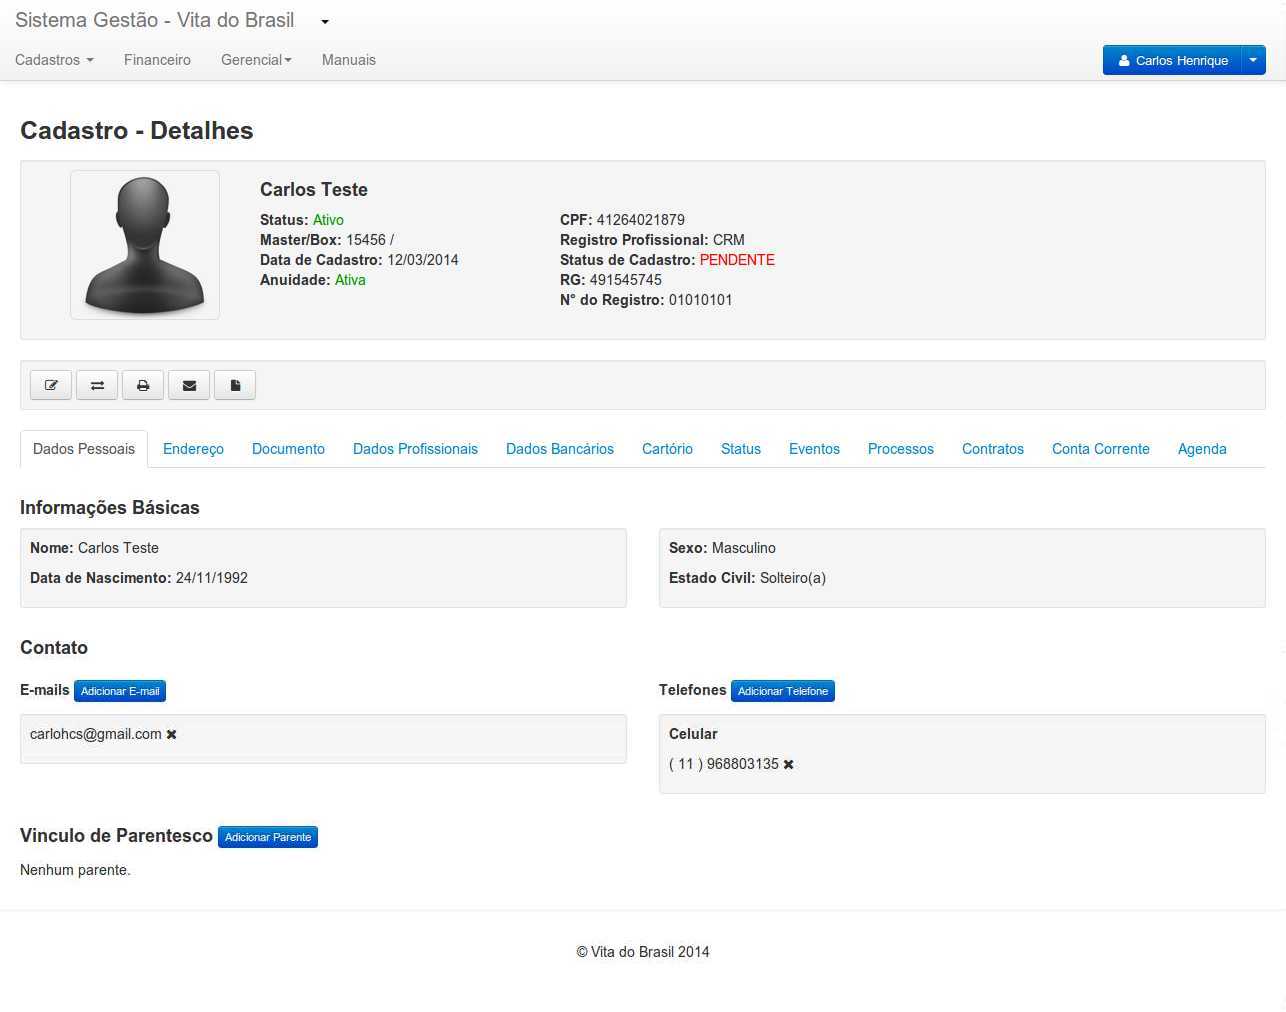 Sistema Gestão - Vita do Brasil
Cadastros Financeiro Gerencial Manuais Carlos Henrique
Cadastro - Detalhes
Carlos Teste
Status: Ativo
Master/Box: 15456 /
Data de Cadastro: 12/03/2014
Anuidade: Ativa
CPF: 41264021879
Registro Profissional: CRM
Status de Cadastro: PENDENTE
RG: 491545745
N° do Registro: 01010101
Dados Pessoais Endereço Documento Dados Profissionais Dados Bancários Cartório Status Eventos Processos Contratos Conta Corrente Agenda
Informações Básicas
Nome: Carlos Teste
Data de Nascimento: 24/11/1992
Sexo: Masculino
Estado Civil: Solteiro(a)
Contato
E-mails Adicionar E-mail
carlohcs@gmail.com
Telefones Adicionar Telefone
Celular
( 11 ) 968803135
Vinculo de Parentesco Adicionar Parente
Nenhum parente.
© Vita do Brasil 2014